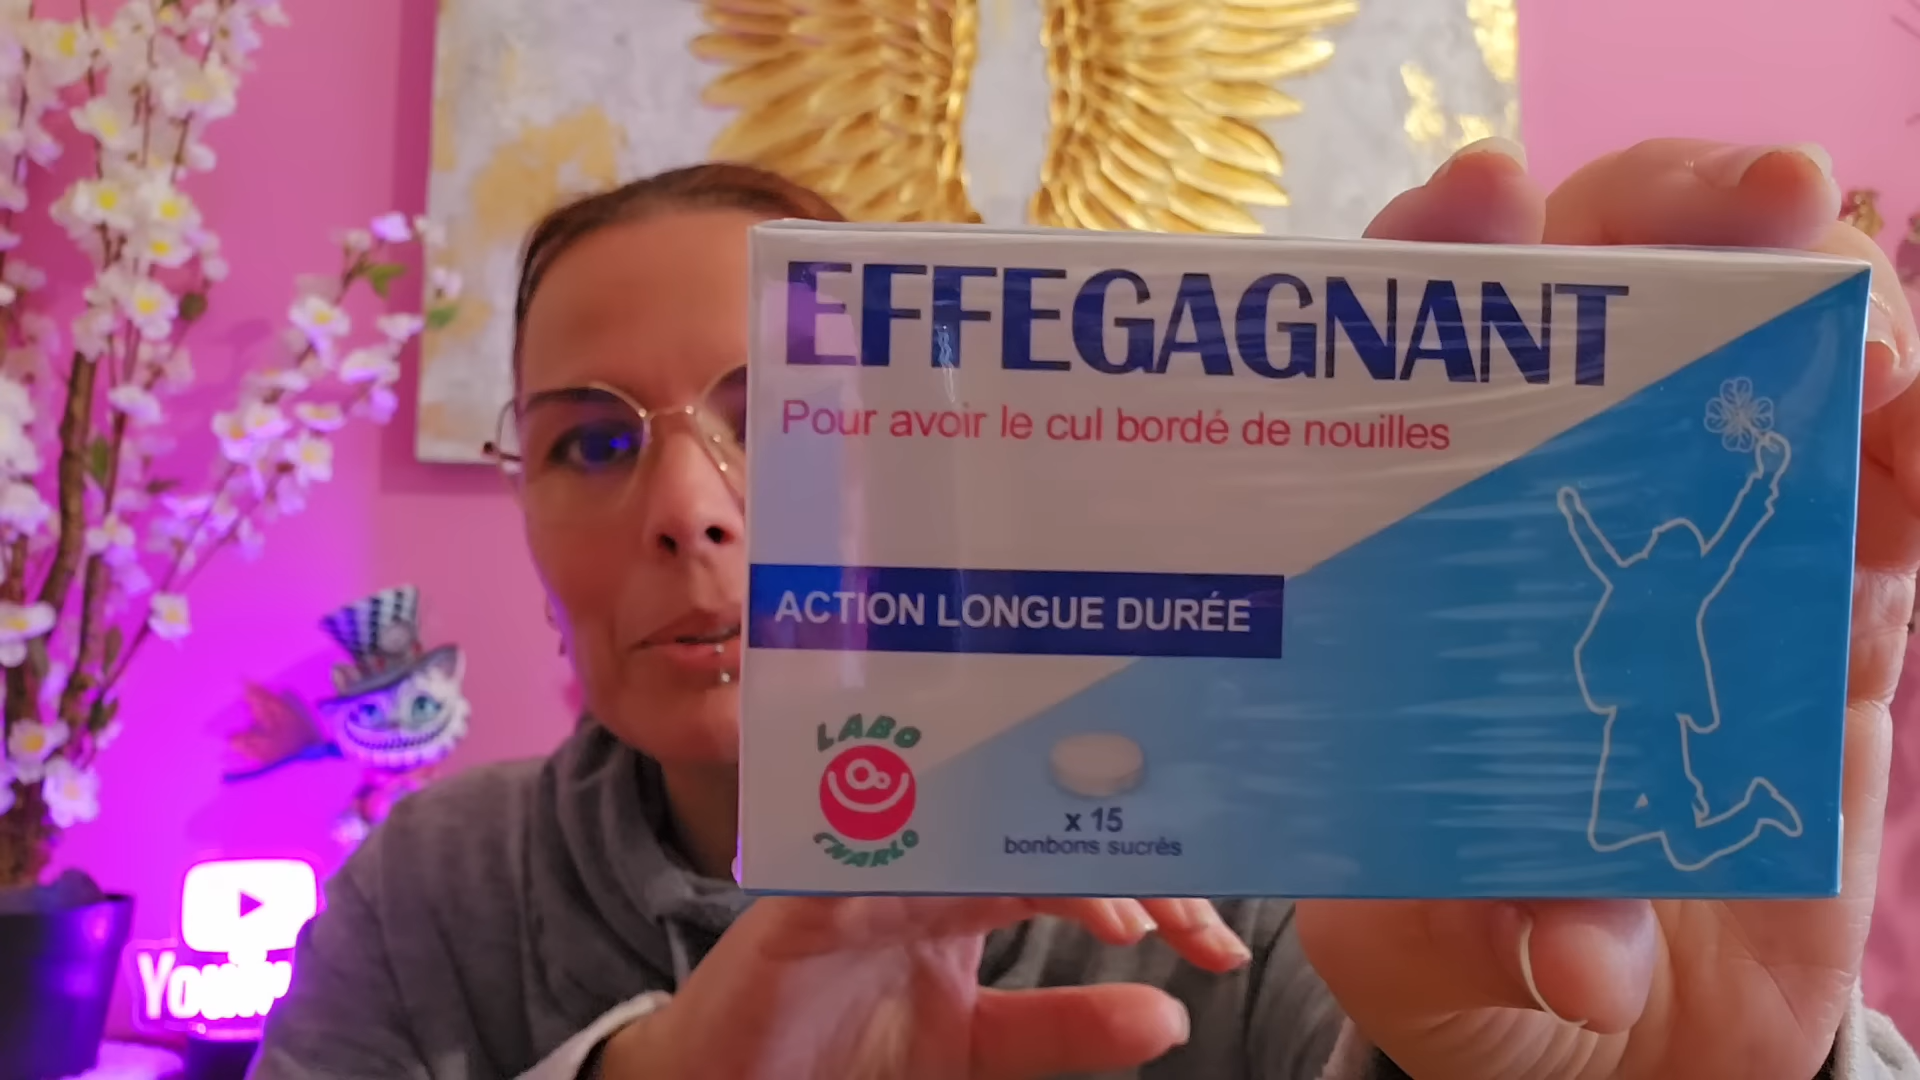 EFFEGAGNANT
Pour avoir le cul bordé de nouilles
ACTION LONGUE DURÉE
LABO
CHARLO
x 15
bonbons sucrés